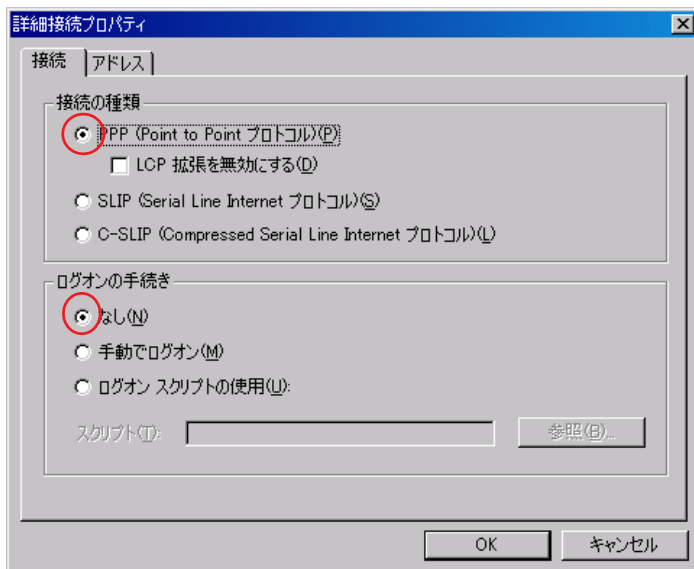 詳細接続プロパティ
接続 アドレス
接続の種類
PPP (Point to Point プロトコル)(P)
LCP 拡張を無効にする(D)
SLIP (Serial Line Internet プロトコル)(S)
C-SLIP (Compressed Serial Line Internet プロトコル)(L)
ログオンの手続き
なし(N)
手動でログオン(M)
ログオン スクリプトの使用(U):
スクリプト(T): 参照(B)...
OK キャンセル